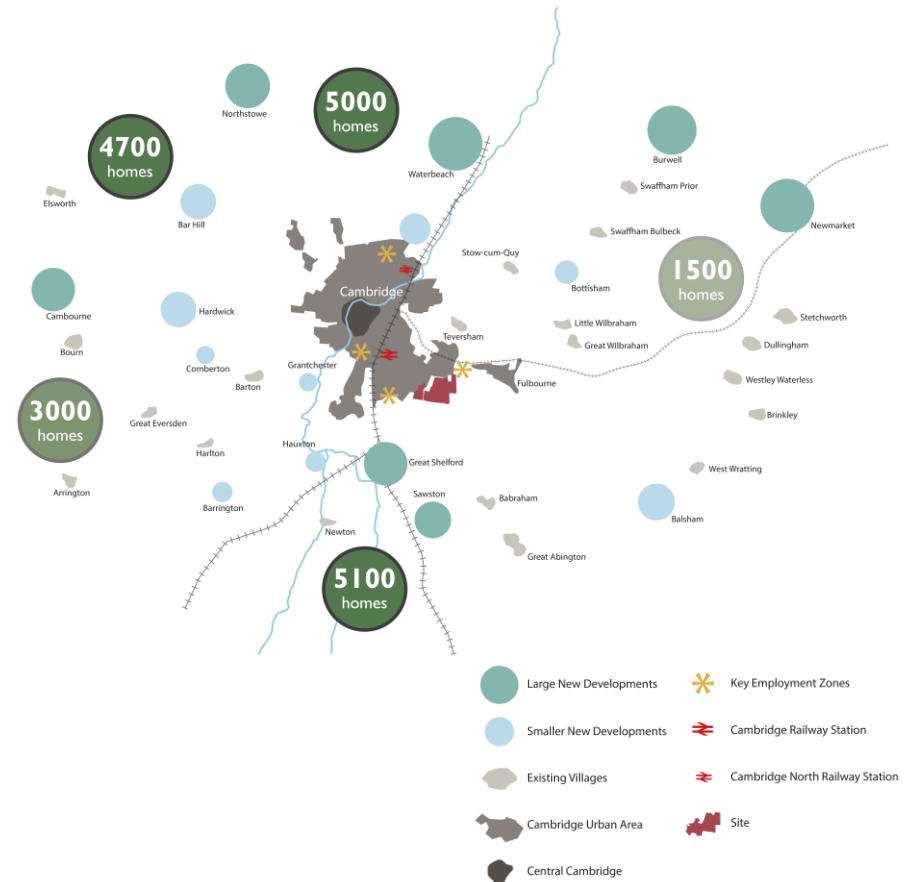 5000
homes
Northstowe
4700
homes
Waterbeach
Burwell
Elsworth
Swaffham Prior
Bar Hill
Newmarket
Swaffham Bulbeck
Stow-cum-Quy
1500
homes
Bottisham
Cambridge
Cambourne
Hardwick
Stetchworth
Little Wilbraham
Teversham
Great Wilbraham
Dullingham
Bourn
Comberton
Grantchester
Barton
Fulbourne
Westley Waterless
3000
homes
Great Eversden
Brinkley
Hauxton
Harlton
Great Shelford
West Wratting
Arrington
Sawston
Barrington
Babraham
Balsham
Newton
Great Abington
5100
homes
Large New Developments
Key Employment Zones
Smaller New Developments
Cambridge Railway Station
Existing Villages
Cambridge North Railway Station
Cambridge Urban Area
Site
Central Cambridge